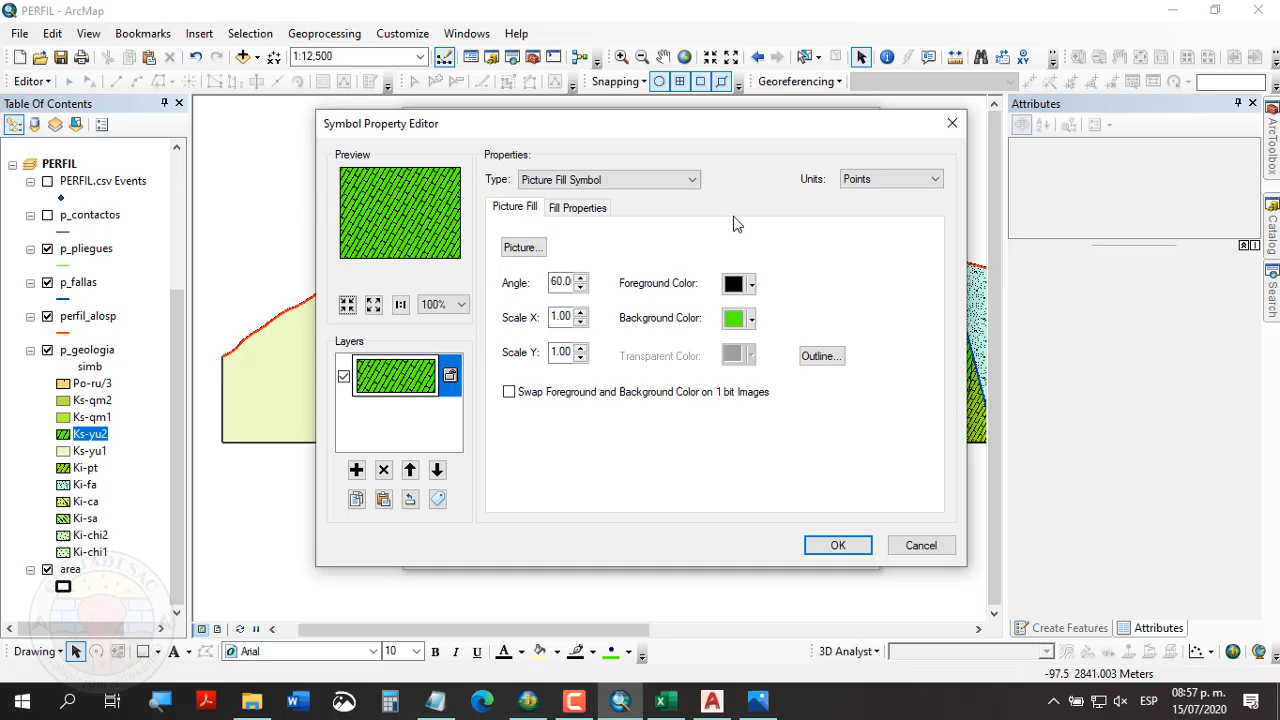 PERFIL - ArcMap
File Edit View Bookmarks Insert Selection Geoprocessing Customize Windows Help
1:12,500
Editor Snapping Georeferencing
Table Of Contents
PERFIL
PERFIL.csv Events
p_contactos
p_pliegues
p_fallas
perfil_alosp
p_geologia
simb
Po-ru/3
Ks-qm2
Ks-qm1
Ks-yu2
Ks-yu1
Ki-pt
Ki-fa
Ki-ca
Ki-sa
Ki-chi2
Ki-chi1
area
Symbol Property Editor
Preview
100%
Layers
Properties:
Type: Picture Fill Symbol Units: Points
Picture Fill Fill Properties
Picture...
Angle: 60.0 Foreground Color:
Scale X: 1.00 Background Color:
Scale Y: 1.00 Transparent Color: Outline...
Swap Foreground and Background Color on 1 bit Images
OK Cancel
Attributes
ArcToolbox
Catalog
Search
Create Features Attributes
Drawing A Arial 10 B I U A 3D Analyst
-97.5 2841.003 Meters
ESP 08:57 p. m.
15/07/2020